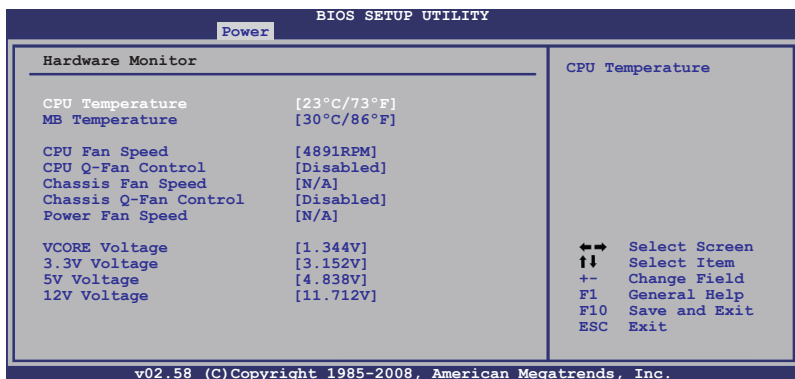 BIOS SETUP UTILITY
Power
Hardware Monitor
CPU Temperature [23°C/73°F]
MB Temperature [30°C/86°F]
CPU Fan Speed [4891RPM]
CPU Q-Fan Control [Disabled]
Chassis Fan Speed [N/A]
Chassis Q-Fan Control [Disabled]
Power Fan Speed [N/A]
VCORE Voltage [1.344V]
3.3V Voltage [3.152V]
5V Voltage [4.838V]
12V Voltage [11.712V]
CPU Temperature
←→ Select Screen
↑↓ Select Item
+- Change Field
F1 General Help
F10 Save and Exit
ESC Exit
v02.58 (C)Copyright 1985-2008, American Megatrends, Inc.